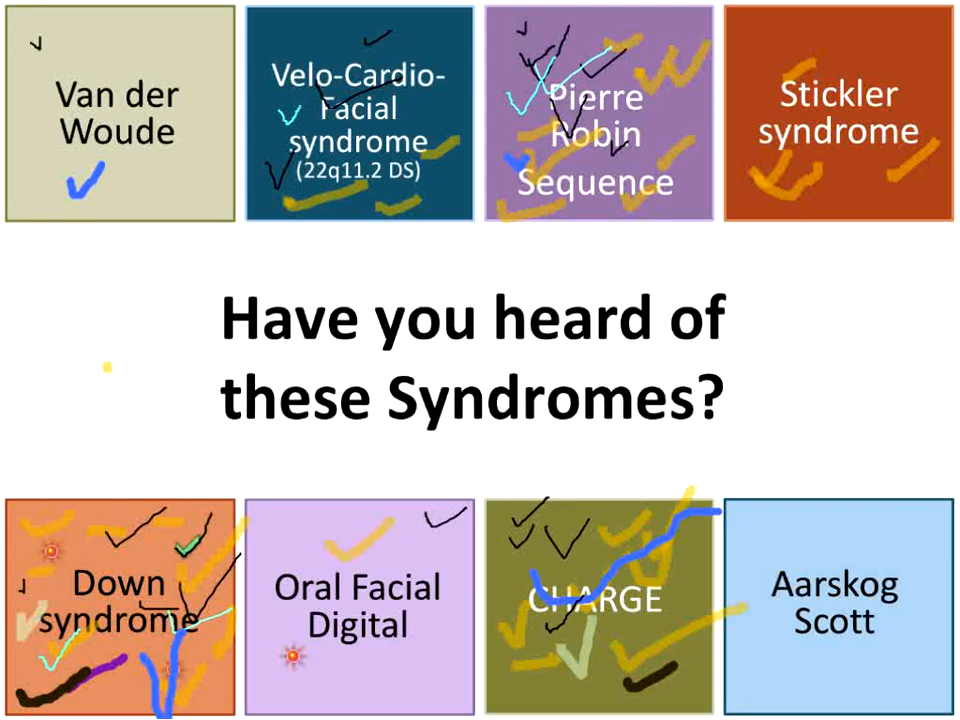 Van der
Woude
Velo-Cardio-
Facial
syndrome
(22q11.2 DS)
Pierre
Robin
Sequence
Stickler
syndrome
Have you heard of
these Syndromes?
Down
syndrome
Oral Facial
Digital
CHARGE
Aarskog
Scott